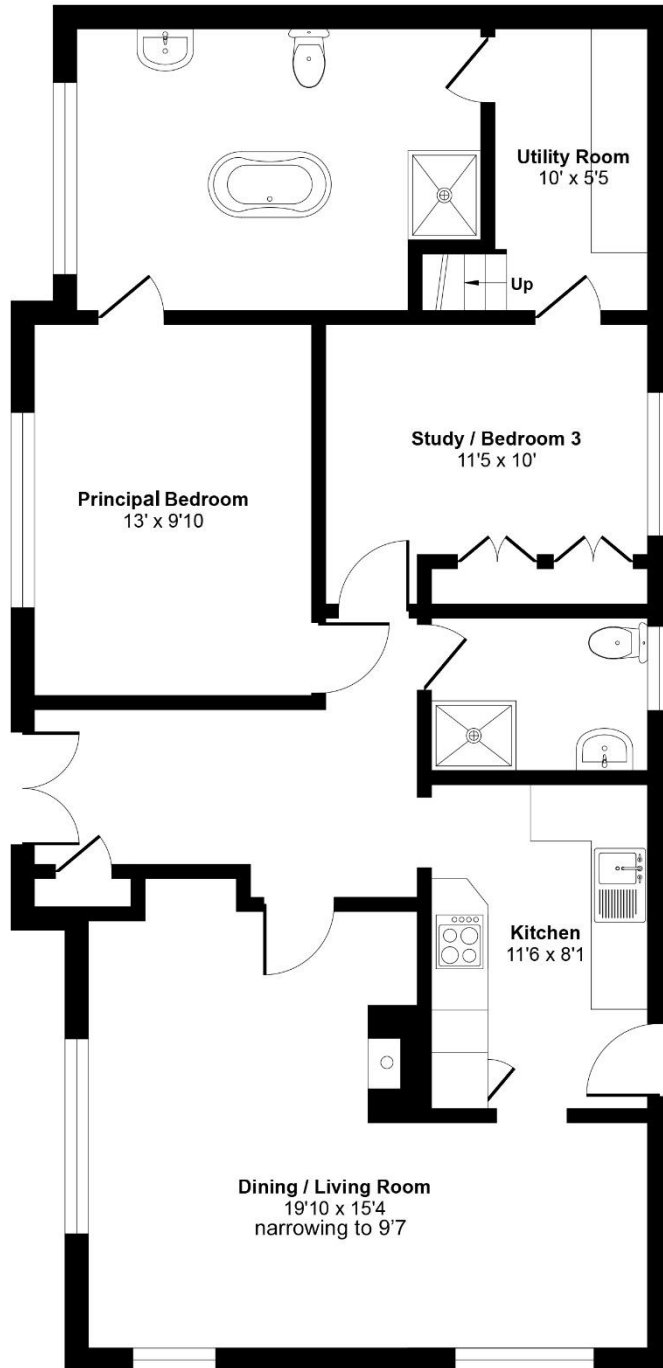 Utility Room
10' x 5'5
Up
Study / Bedroom 3
11'5 x 10'
Principal Bedroom
13' x 9'10
Kitchen
11'6 x 8'1
Dining / Living Room
19'10 x 15'4
narrowing to 9'7